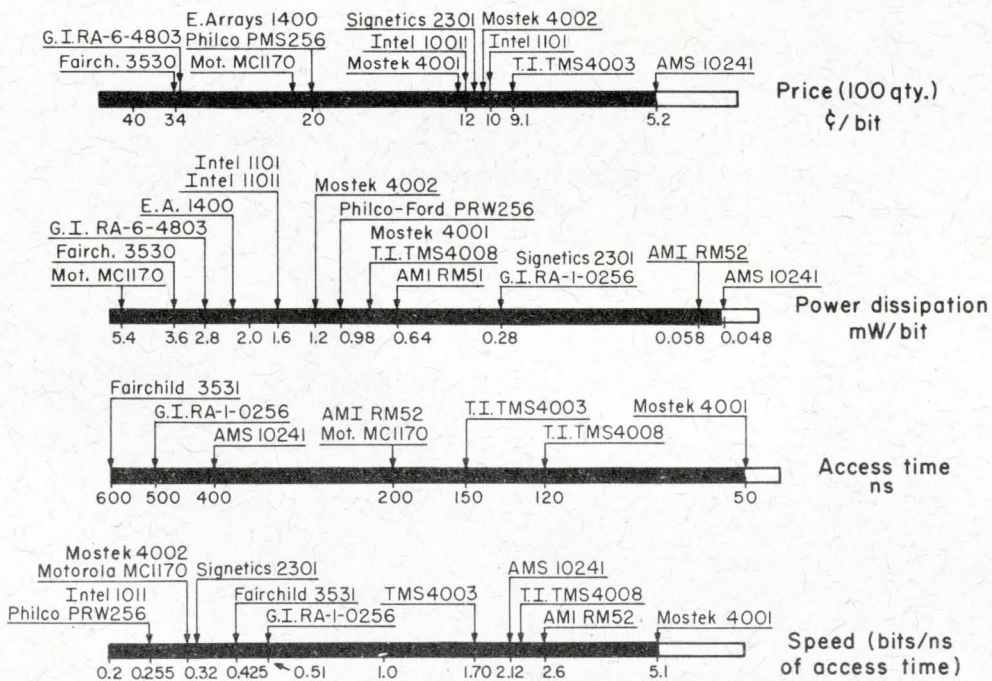 E.Arrays 1400
Signetics 2301
Mostek 4002
G.I.RA-6-4803
Philco PMS256
Intel 10011
Intel 1101
Fairch. 3530
Mot. MC1170
Mostek 4001
T.I.TMS4003
AMS 10241
Price (100 qty.)
¢/bit
40
34
20
12
10
9.1
5.2
Intel 1101
Intel 11011
Mostek 4002
E.A. 1400
Philco-Ford PRW256
G.I. RA-6-4803
Mostek 4001
Fairch. 3530
T.I.TMS4008
Signetics 2301
AMI RM52
Mot. MC1170
AMI RM51
G.I.RA-1-0256
AMS 10241
Power dissipation
mW/bit
5.4
3.6
2.8
2.0
1.6
1.2
0.98
0.64
0.28
0.058
0.048
Fairchild 3531
G.I.RA-1-0256
AMI RM52
T.I.TMS4003
Mostek 4001
AMS 10241
Mot. MC1170
T.I.TMS4008
Access time
ns
600
500
400
200
150
120
50
Mostek 4002
Motorola MC1170
Signetics 2301
AMS 10241
Intel 1011
Fairchild 3531
TMS4003
T.I.TMS4008
Philco PRW256
G.I.RA-1-0256
AMI RM52
Mostek 4001
Speed (bits/ns
of access time)
0.2
0.255
0.32
0.425
0.51
1.0
1.70
2.12
2.6
5.1